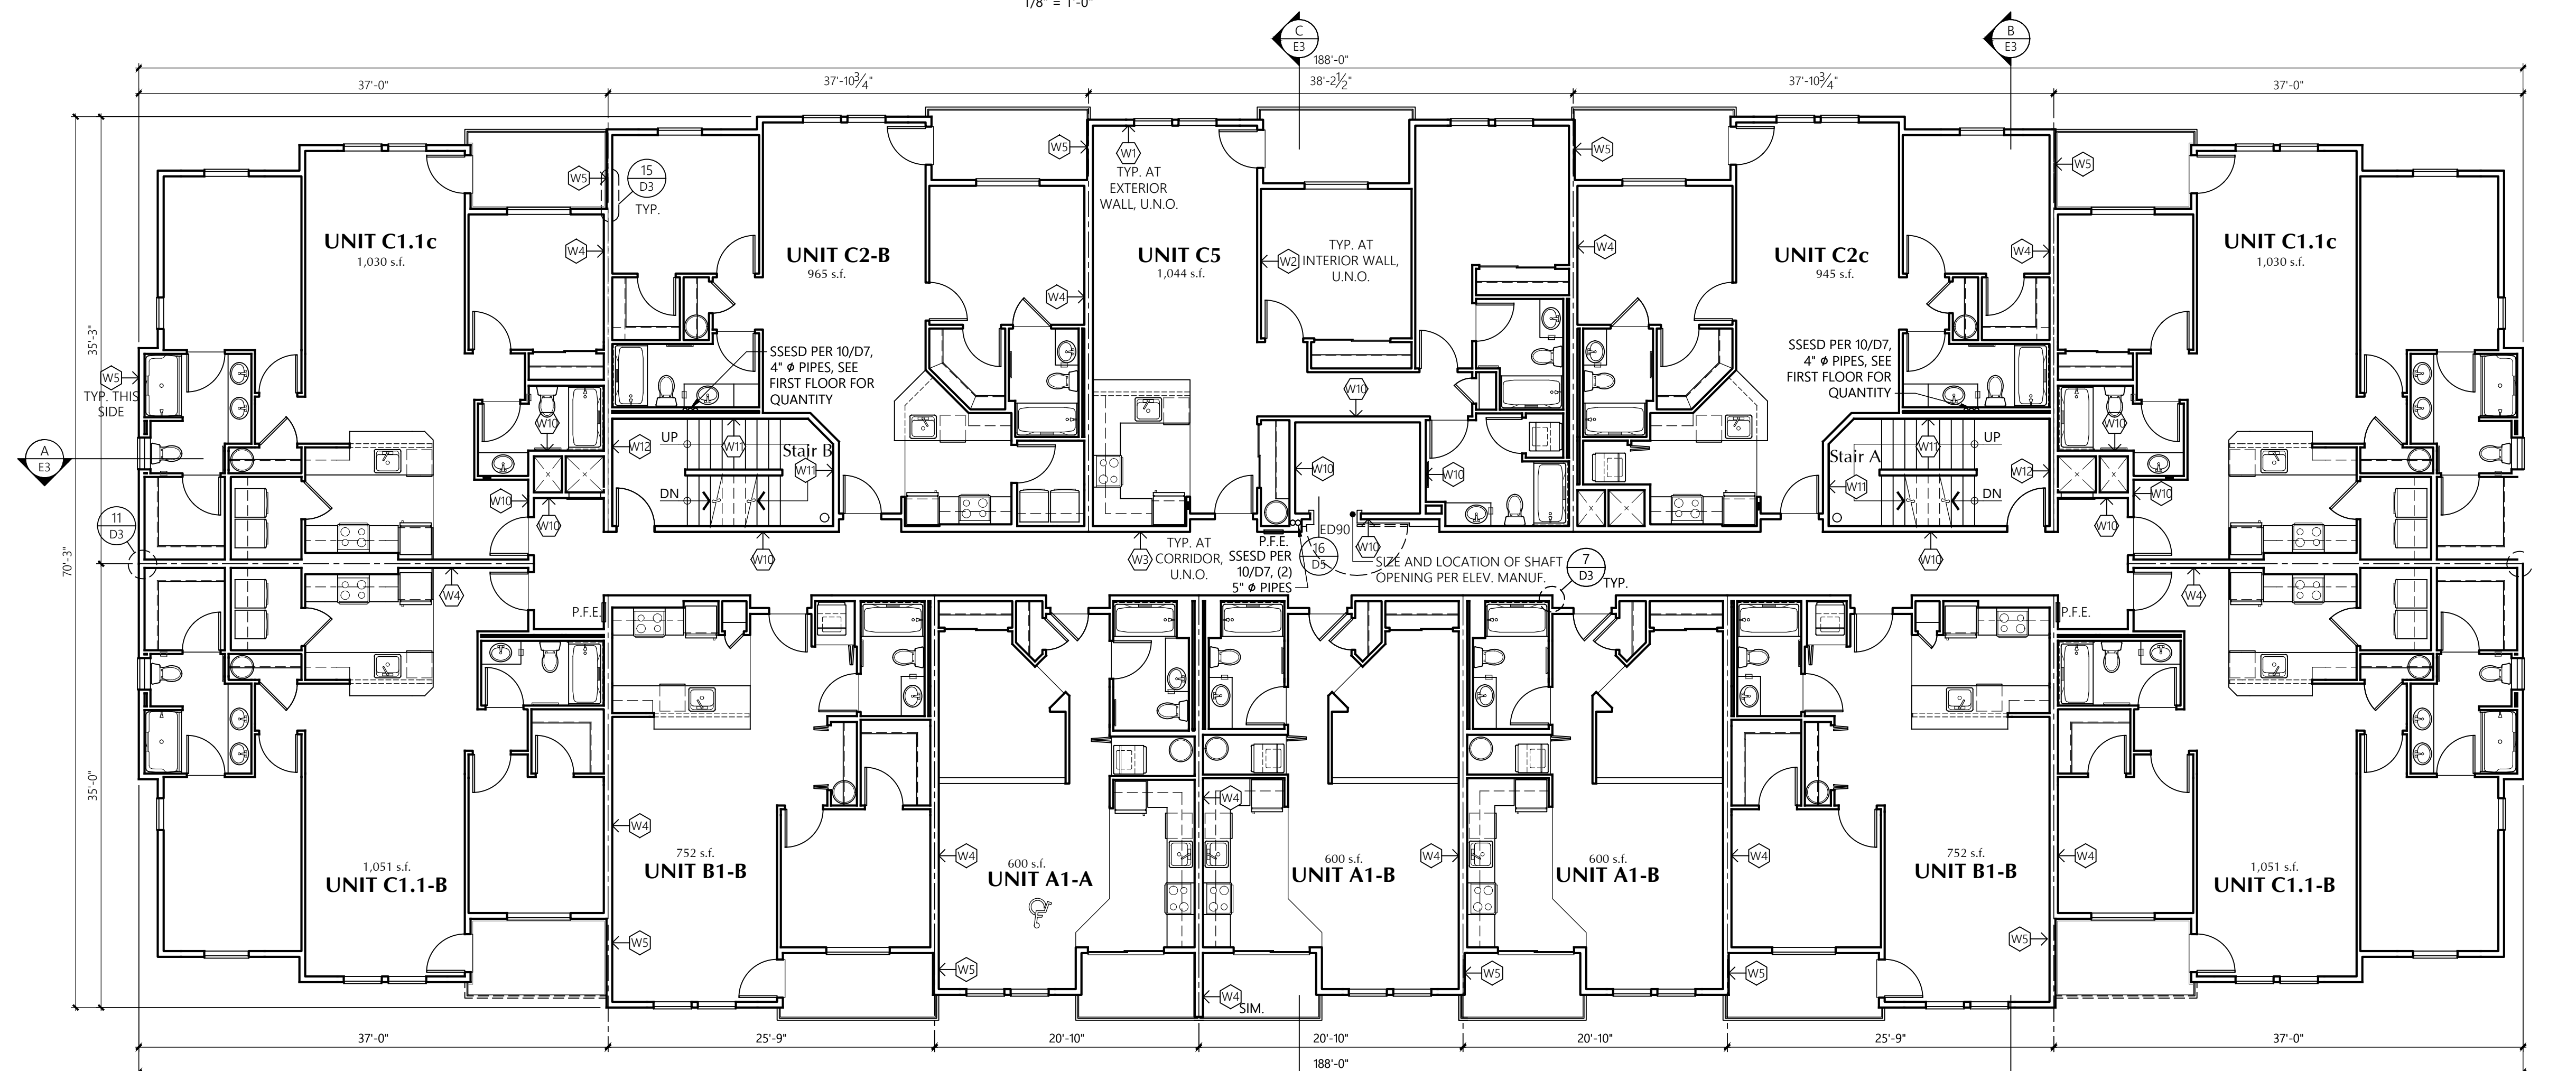 1/8" = 1'-0"
C
E3
B
E3
188'-0"
37'-0"
37'-10 3/4"
38'-2 1/2"
37'-10 3/4"
37'-0"
W5
W1
TYP. AT
EXTERIOR
WALL, U.N.O.
W5
W5
15
D3
TYP.
W5
UNIT C1.1c
1,030 s.f.
W4
UNIT C2-B
965 s.f.
W4
UNIT C5
1,044 s.f.
W2
TYP. AT
INTERIOR WALL,
U.N.O.
W4
UNIT C2c
945 s.f.
W4
UNIT C1.1c
1,030 s.f.
35'-3"
W5
TYP. THIS
SIDE
SSESD PER 10/D7,
4" ø PIPES, SEE
FIRST FLOOR FOR
QUANTITY
W10
SSESD PER 10/D7,
4" ø PIPES, SEE
FIRST FLOOR FOR
QUANTITY
A
E3
W10
W12
UP
W11
Stair B
W11
DN
W10
W10
W10
W10
Stair A
W11
UP
W11
DN
W12
W10
W10
W10
11
D3
70'-3"
W10
W3
TYP. AT
CORRIDOR,
U.N.O.
P.F.E.
SSESD PER
10/D7, (2)
5" ø PIPES
ED90
16
D5
W10
SIZE AND LOCATION OF SHAFT
OPENING PER ELEV. MANUF.
7
D3
TYP.
W10
W4
W4
P.F.E.
P.F.E.
35'-0"
W4
W4
W4
W4
W4
W4
1,051 s.f.
UNIT C1.1-B
752 s.f.
UNIT B1-B
600 s.f.
UNIT A1-A
600 s.f.
UNIT A1-B
600 s.f.
UNIT A1-B
752 s.f.
UNIT B1-B
1,051 s.f.
UNIT C1.1-B
W5
W5
W4
SIM.
W5
W5
W5
37'-0"
25'-9"
20'-10"
20'-10"
20'-10"
25'-9"
37'-0"
188'-0"